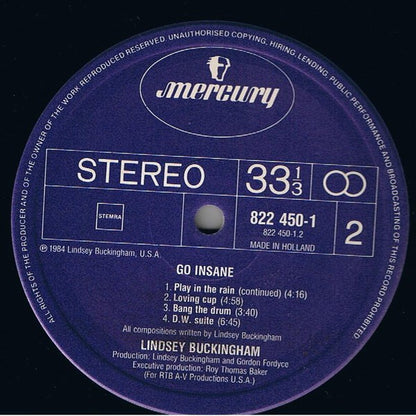 ALL RIGHTS OF THE PRODUCER AND OF THE OWNER OF THE WORK REPRODUCED RESERVED. UNAUTHORISED COPYING, HIRING, LENDING, PUBLIC PERFORMANCE AND BROADCASTING OF THIS RECORD PROHIBITED
mercury
STEREO
33 1/3
STEMRA
822 450-1
822 450-1.2
MADE IN HOLLAND
2
℗ 1984 Lindsey Buckingham, U.S.A.
GO INSANE
1. Play in the rain (continued) (4:16)
2. Loving cup (4:58)
3. Bang the drum (3:40)
4. D.W. suite (6:45)
All compositions written by Lindsey Buckingham
LINDSEY BUCKINGHAM
Production: Lindsey Buckingham and Gordon Fordyce
Executive production: Roy Thomas Baker
(For RTB A-V Productions U.S.A.)